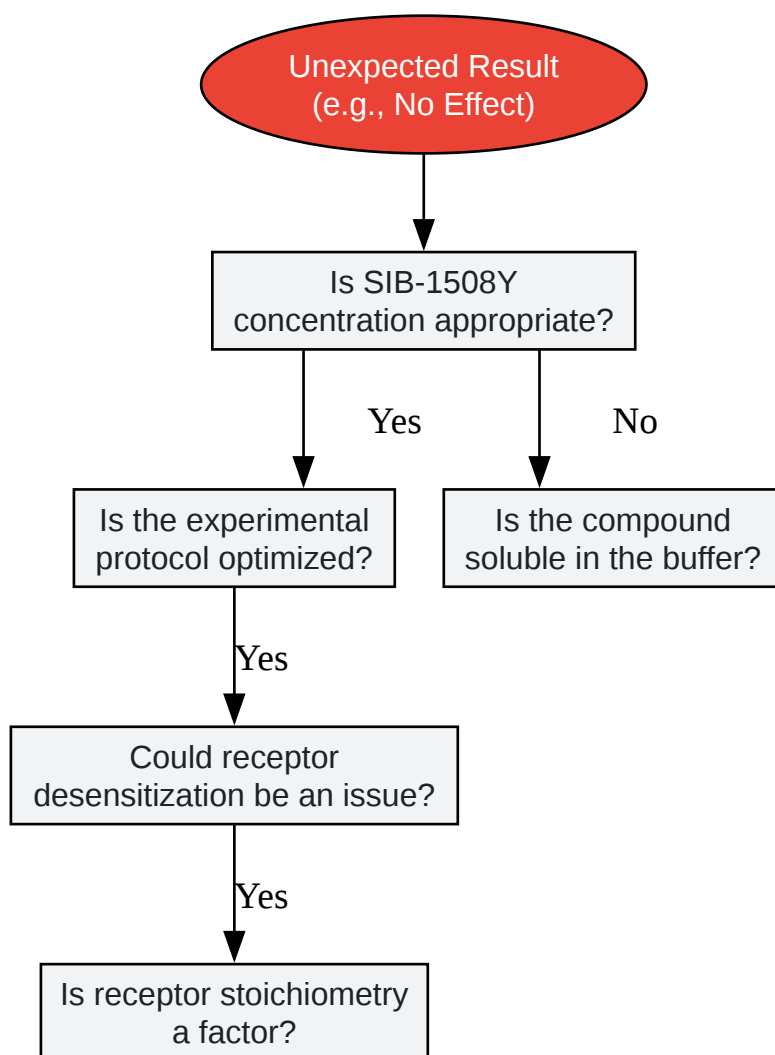 Unexpected Result
(e.g., No Effect)
Is SIB-1508Y
concentration appropriate?
Yes
No
Is the experimental
protocol optimized?
Is the compound
soluble in the buffer?
Yes
Could receptor
desensitization be an issue?
Yes
Is receptor stoichiometry
a factor?